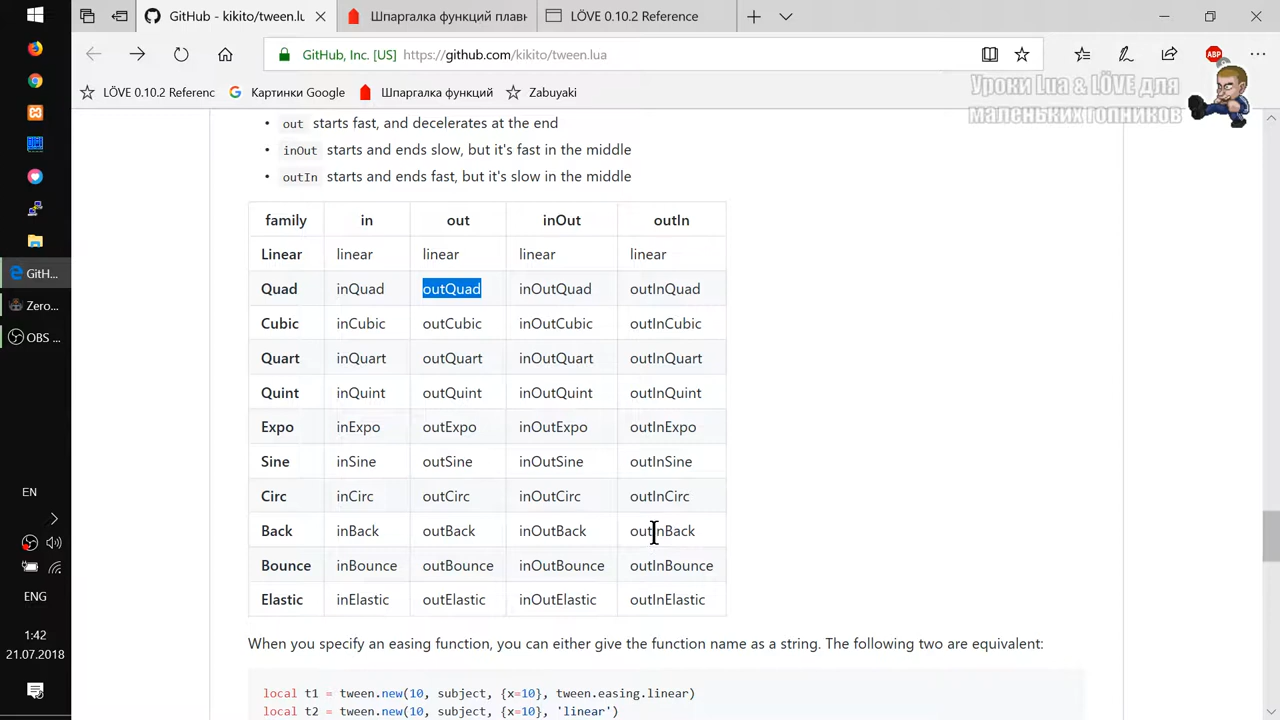 GitHub - kikito/tween.lu
Шпаргалка функций плавн
LÖVE 0.10.2 Reference
GitHub, Inc. [US] https://github.com/kikito/tween.lua
ABP
LÖVE 0.10.2 Referenc
Картинки Google
Шпаргалка функций
Zabuyaki
Уроки Lua & LÖVE для
маленьких гопников
out starts fast, and decelerates at the end
inOut starts and ends slow, but it's fast in the middle
outIn starts and ends fast, but it's slow in the middle
family in out inOut outIn
Linear linear linear linear linear
Quad inQuad outQuad inOutQuad outInQuad
Cubic inCubic outCubic inOutCubic outInCubic
Quart inQuart outQuart inOutQuart outInQuart
Quint inQuint outQuint inOutQuint outInQuint
Expo inExpo outExpo inOutExpo outInExpo
Sine inSine outSine inOutSine outInSine
Circ inCirc outCirc inOutCirc outInCirc
Back inBack outBack inOutBack outInBack
Bounce inBounce outBounce inOutBounce outInBounce
Elastic inElastic outElastic inOutElastic outInElastic
When you specify an easing function, you can either give the function name as a string. The following two are equivalent:
local t1 = tween.new(10, subject, {x=10}, tween.easing.linear)
local t2 = tween.new(10, subject, {x=10}, 'linear')
GitH...
Zero...
OBS ...
EN
ENG
1:42
21.07.2018